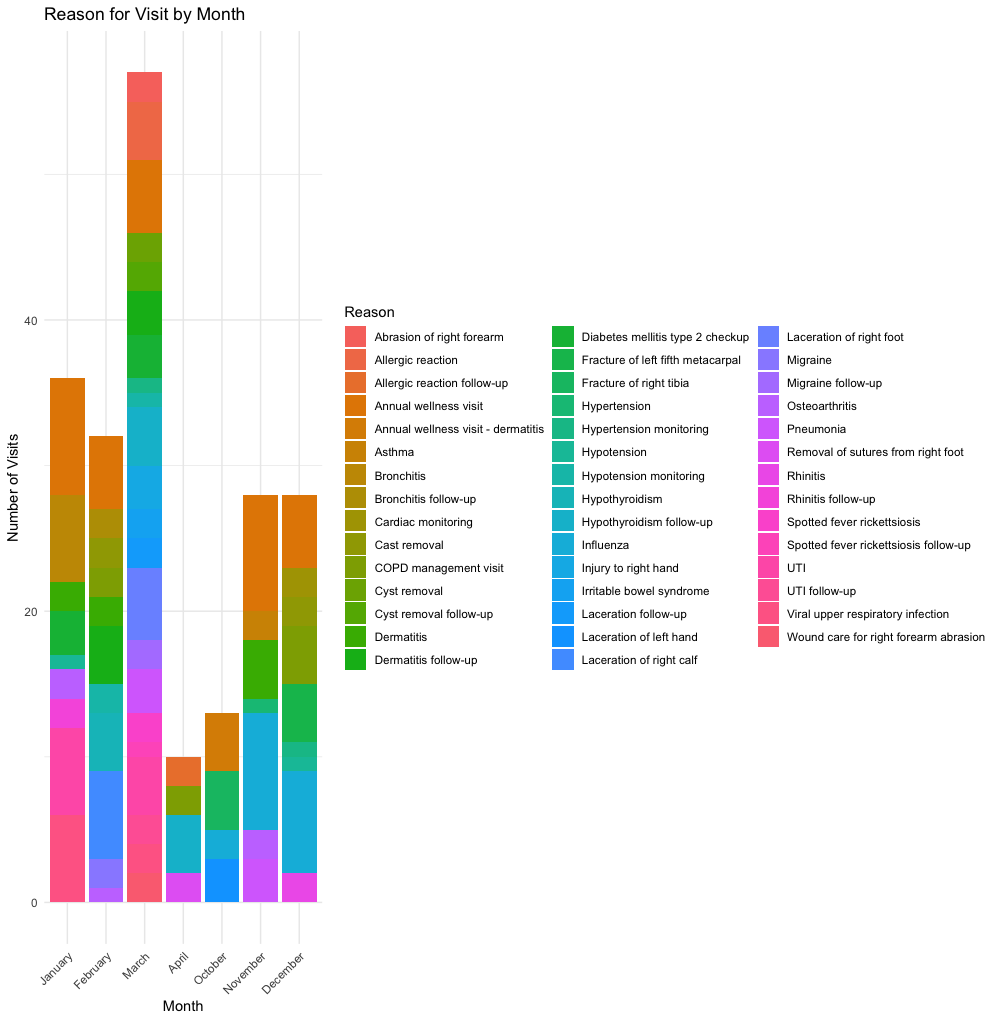 Reason for Visit by Month
Number of Visits
40
20
0
January
February
March
April
October
November
December
Month
Reason
Abrasion of right forearm
Allergic reaction
Allergic reaction follow-up
Annual wellness visit
Annual wellness visit - dermatitis
Asthma
Bronchitis
Bronchitis follow-up
Cardiac monitoring
Cast removal
COPD management visit
Cyst removal
Cyst removal follow-up
Dermatitis
Dermatitis follow-up
Diabetes mellitis type 2 checkup
Fracture of left fifth metacarpal
Fracture of right tibia
Hypertension
Hypertension monitoring
Hypotension
Hypotension monitoring
Hypothyroidism
Hypothyroidism follow-up
Influenza
Injury to right hand
Irritable bowel syndrome
Laceration follow-up
Laceration of left hand
Laceration of right calf
Laceration of right foot
Migraine
Migraine follow-up
Osteoarthritis
Pneumonia
Removal of sutures from right foot
Rhinitis
Rhinitis follow-up
Spotted fever rickettsiosis
Spotted fever rickettsiosis follow-up
UTI
UTI follow-up
Viral upper respiratory infection
Wound care for right forearm abrasion